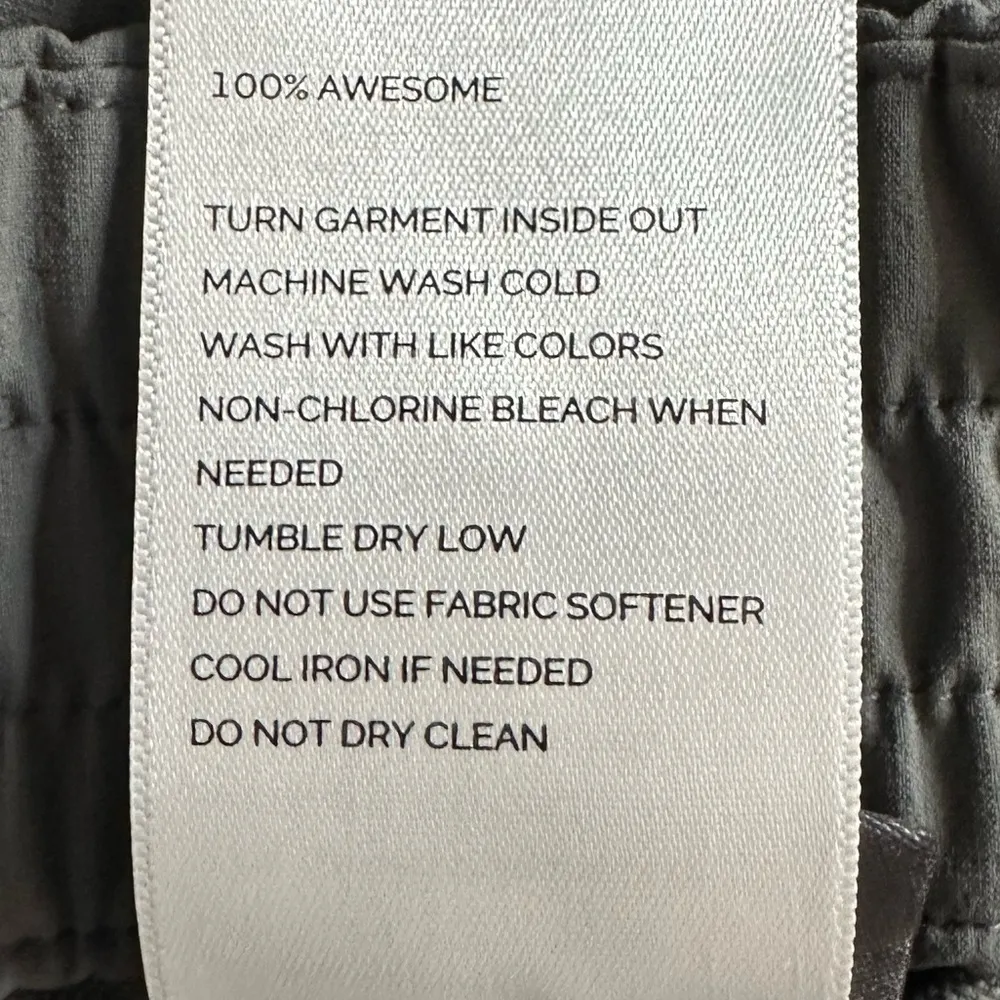 100% AWESOME
TURN GARMENT INSIDE OUT
MACHINE WASH COLD
WASH WITH LIKE COLORS
NON-CHLORINE BLEACH WHEN
NEEDED
TUMBLE DRY LOW
DO NOT USE FABRIC SOFTENER
COOL IRON IF NEEDED
DO NOT DRY CLEAN